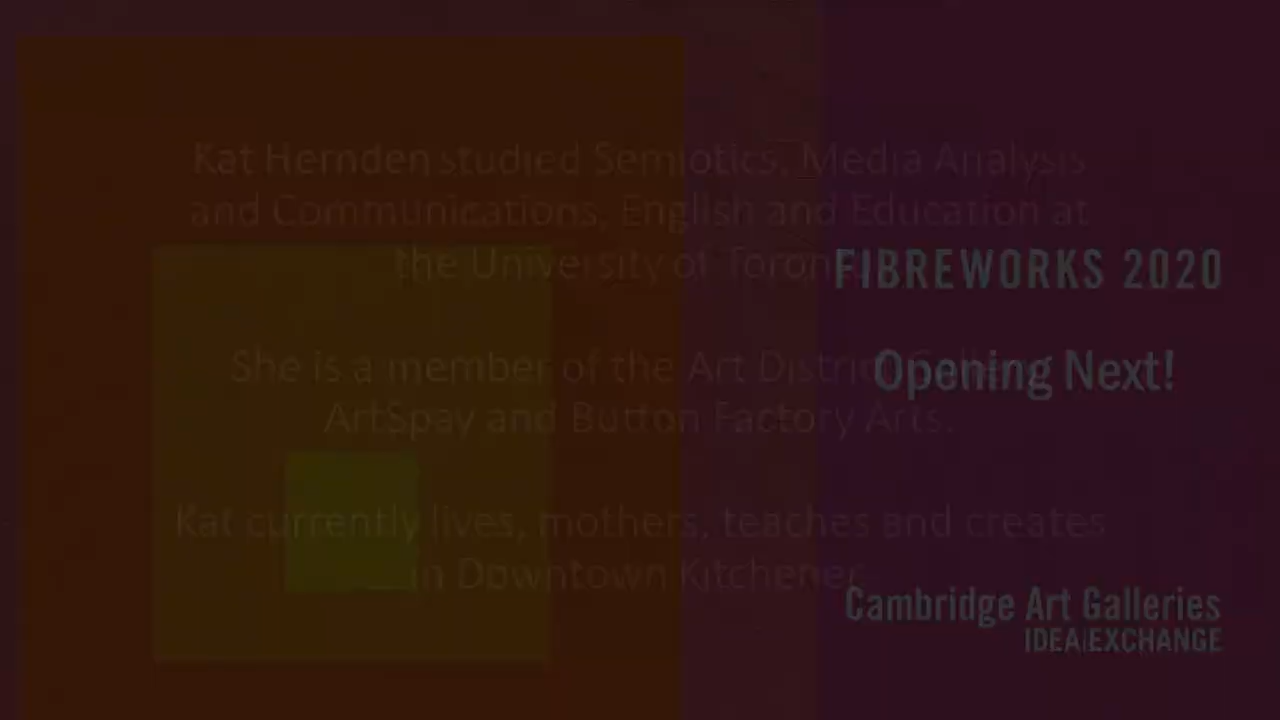 Kat Hernden studied Semiotics, Media Analysis
and Communications, English and Education at
the University of Toron
She is a member of the Art District
ArtSpay and Button Factory Arts.
Kat currently lives, mothers, teaches and creates
in Downtown Kitchener
FIBREWORKS 2020
Opening Next!
Cambridge Art Galleries
IDEA|EXCHANGE